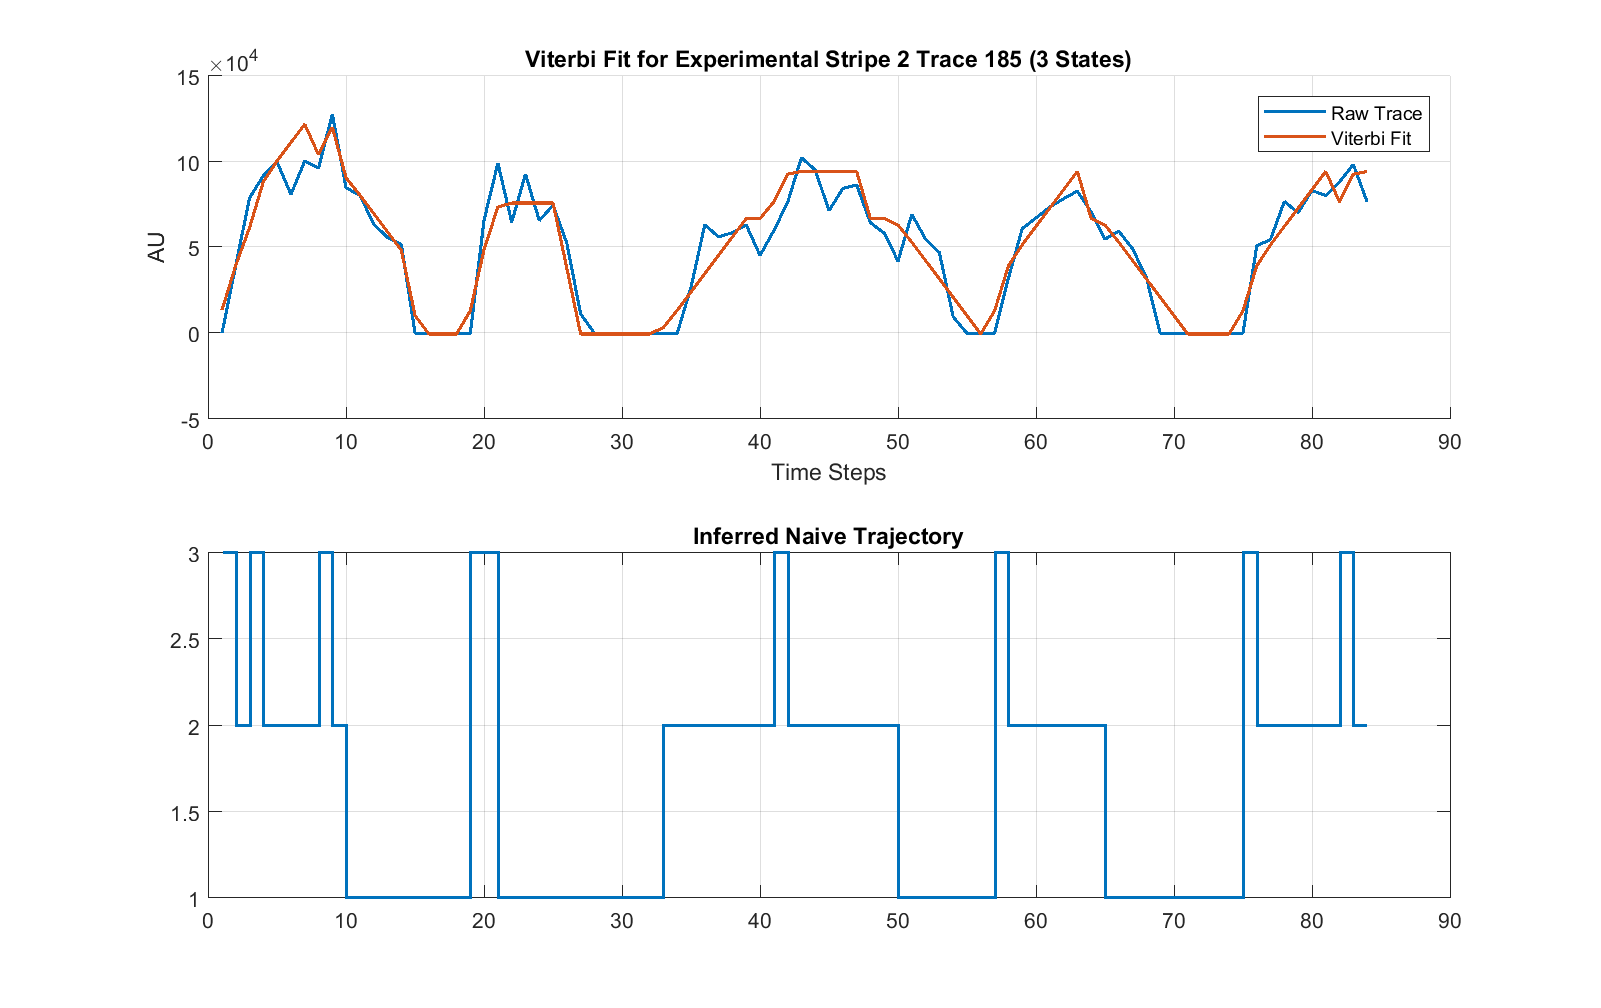 Viterbi Fit for Experimental Stripe 2 Trace 185 (3 States)
×10⁴
15
10
5
0
-5
AU
Raw Trace
Viterbi Fit
0 10 20 30 40 50 60 70 80 90
Time Steps
Inferred Naive Trajectory
3
2.5
2
1.5
1
0 10 20 30 40 50 60 70 80 90